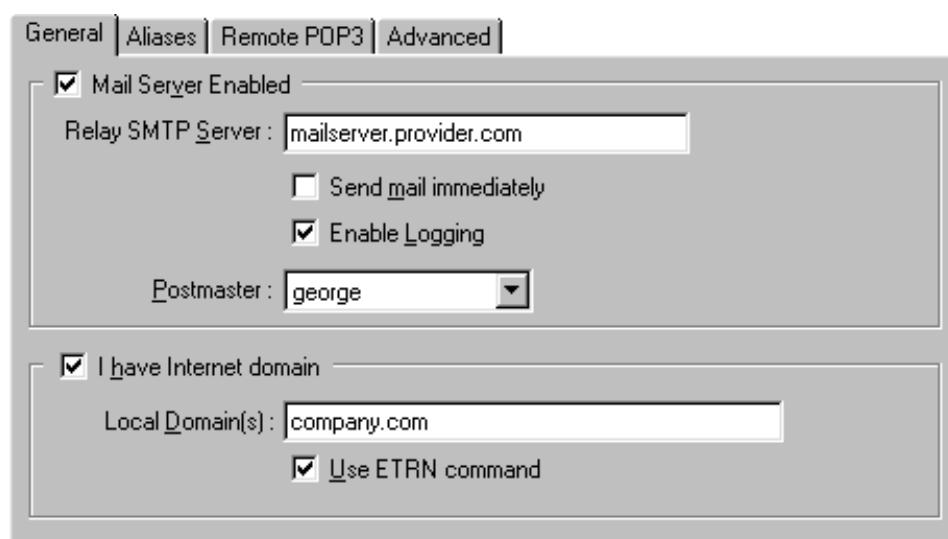 General Aliases Remote POP3 Advanced
Mail Server Enabled
Relay SMTP Server : mailserver.provider.com
Send mail immediately
Enable Logging
Postmaster : george
I have Internet domain
Local Domain(s) : company.com
Use ETRN command